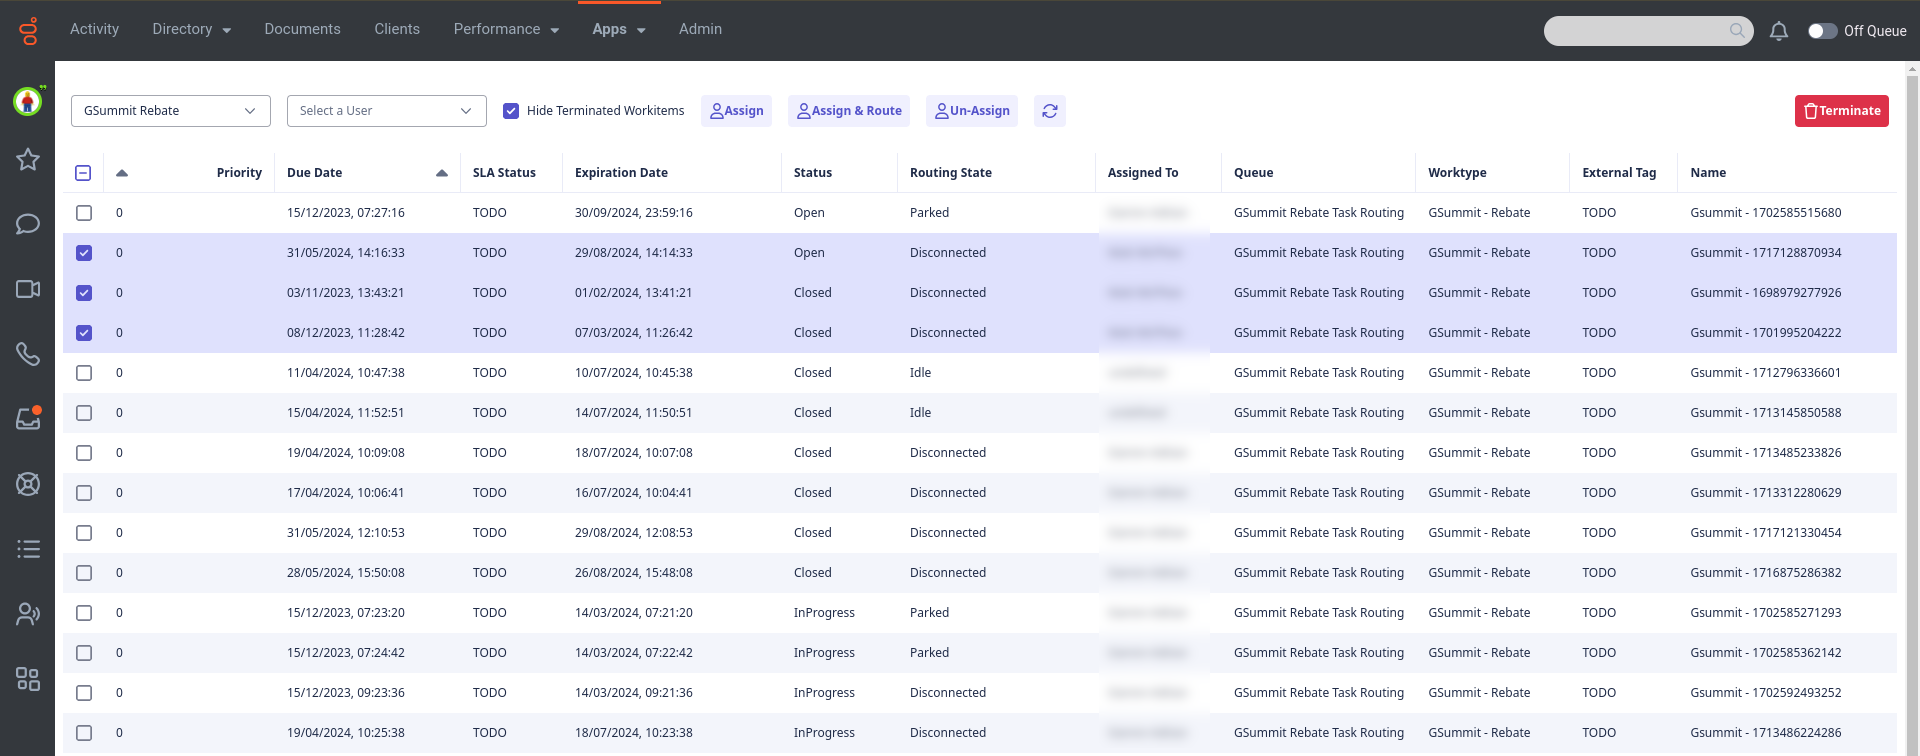 Activity Directory Documents Clients Performance Apps Admin Off Queue
GSummit Rebate Select a User Hide Terminated Workitems Assign Assign & Route Un-Assign Terminate
Priority Due Date SLA Status Expiration Date Status Routing State Assigned To Queue Worktype External Tag Name
0 15/12/2023, 07:27:16 TODO 30/09/2024, 23:59:16 Open Parked GSummit Rebate Task Routing GSummit - Rebate TODO Gsummit - 1702585515680
0 31/05/2024, 14:16:33 TODO 29/08/2024, 14:14:33 Open Disconnected GSummit Rebate Task Routing GSummit - Rebate TODO Gsummit - 1717128870934
0 03/11/2023, 13:43:21 TODO 01/02/2024, 13:41:21 Closed Disconnected GSummit Rebate Task Routing GSummit - Rebate TODO Gsummit - 1698979277926
0 08/12/2023, 11:28:42 TODO 07/03/2024, 11:26:42 Closed Disconnected GSummit Rebate Task Routing GSummit - Rebate TODO Gsummit - 1701995204222
0 11/04/2024, 10:47:38 TODO 10/07/2024, 10:45:38 Closed Idle GSummit Rebate Task Routing GSummit - Rebate TODO Gsummit - 1712796336601
0 15/04/2024, 11:52:51 TODO 14/07/2024, 11:50:51 Closed Idle GSummit Rebate Task Routing GSummit - Rebate TODO Gsummit - 1713145850588
0 19/04/2024, 10:09:08 TODO 18/07/2024, 10:07:08 Closed Disconnected GSummit Rebate Task Routing GSummit - Rebate TODO Gsummit - 1713485233826
0 17/04/2024, 10:06:41 TODO 16/07/2024, 10:04:41 Closed Disconnected GSummit Rebate Task Routing GSummit - Rebate TODO Gsummit - 1713312280629
0 31/05/2024, 12:10:53 TODO 29/08/2024, 12:08:53 Closed Disconnected GSummit Rebate Task Routing GSummit - Rebate TODO Gsummit - 1717121330454
0 28/05/2024, 15:50:08 TODO 26/08/2024, 15:48:08 Closed Disconnected GSummit Rebate Task Routing GSummit - Rebate TODO Gsummit - 1716875286382
0 15/12/2023, 07:23:20 TODO 14/03/2024, 07:21:20 InProgress Parked GSummit Rebate Task Routing GSummit - Rebate TODO Gsummit - 1702585271293
0 15/12/2023, 07:24:42 TODO 14/03/2024, 07:22:42 InProgress Parked GSummit Rebate Task Routing GSummit - Rebate TODO Gsummit - 1702585362142
0 15/12/2023, 09:23:36 TODO 14/03/2024, 09:21:36 InProgress Disconnected GSummit Rebate Task Routing GSummit - Rebate TODO Gsummit - 1702592493252
0 19/04/2024, 10:25:38 TODO 18/07/2024, 10:23:38 InProgress Disconnected GSummit Rebate Task Routing GSummit - Rebate TODO Gsummit - 1713486224286